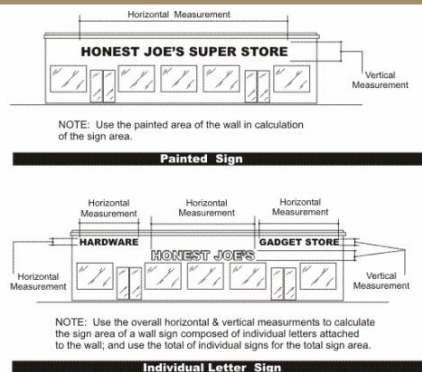 Horizontal Measurement
HONEST JOE'S SUPER STORE
Vertical
Measurement
NOTE: Use the painted area of the wall in calculation
of the sign area.
Painted Sign
Horizontal
Measurement
Horizontal
Measurement
Horizontal
Measurement
HARDWARE
GADGET STORE
HONEST JOE'S
Horizontal
Measurement
Vertical
Measurement
NOTE: Use the overall horizontal & vertical measurments to calculate
the sign area of a wall sign composed of individual letters attached
to the wall; and use the total of individual signs for the total sign area.
Individual Letter Sign